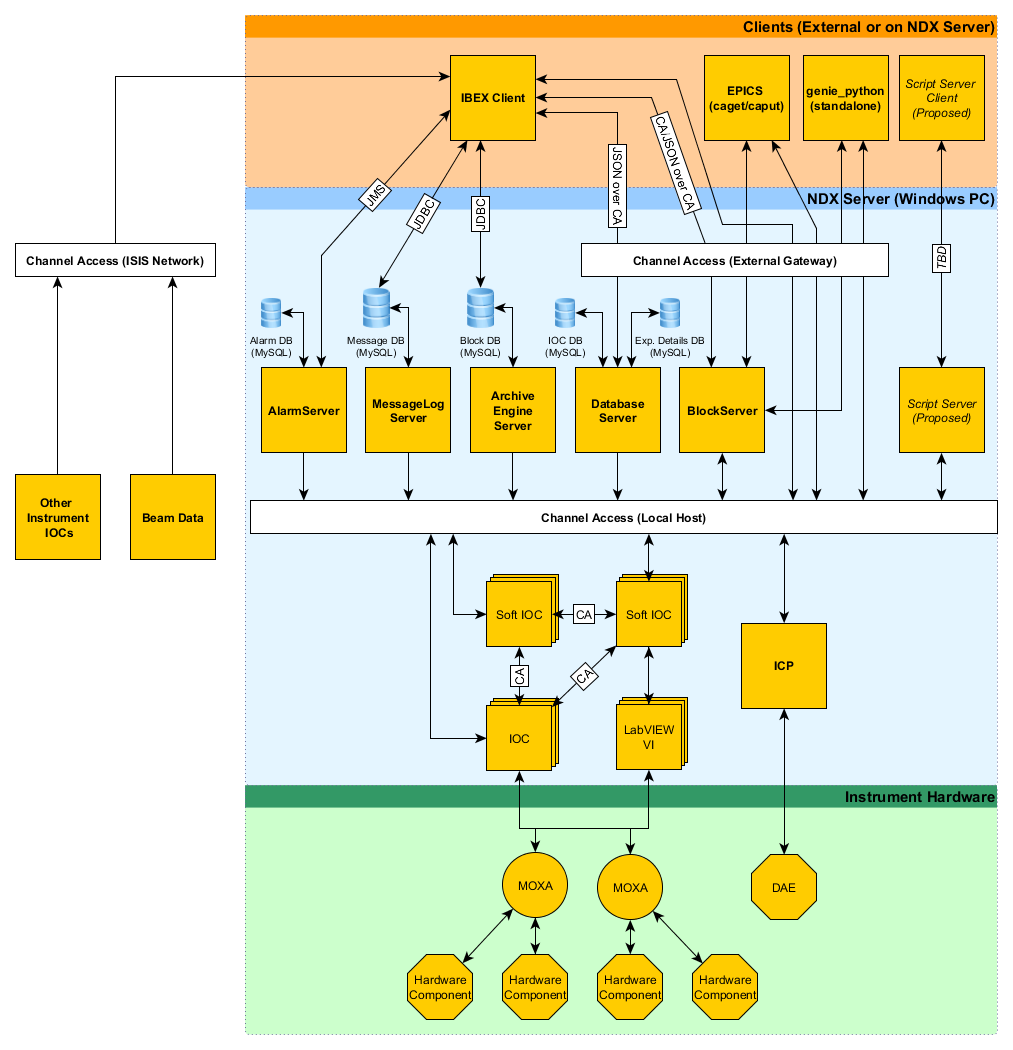 Clients (External or on NDX Server)
IBEX Client
EPICS
(caget/caput)
genie_python
(standalone)
Script Server
Client
(Proposed)
JMS
JDBC
JDBC
JSON over CA
CA/JSON over CA
NDX Server (Windows PC)
Channel Access (ISIS Network)
Channel Access (External Gateway)
TBD
Alarm DB
(MySQL)
Message DB
(MySQL)
Block DB
(MySQL)
IOC DB
(MySQL)
Exp. Details DB
(MySQL)
AlarmServer
MessageLog
Server
Archive
Engine
Server
Database
Server
BlockServer
Script Server
(Proposed)
Other
Instrument
IOCs
Beam Data
Channel Access (Local Host)
Soft IOC
CA
Soft IOC
CA
CA
ICP
IOC
LabVIEW
VI
Instrument Hardware
MOXA
MOXA
DAE
Hardware
Component
Hardware
Component
Hardware
Component
Hardware
Component